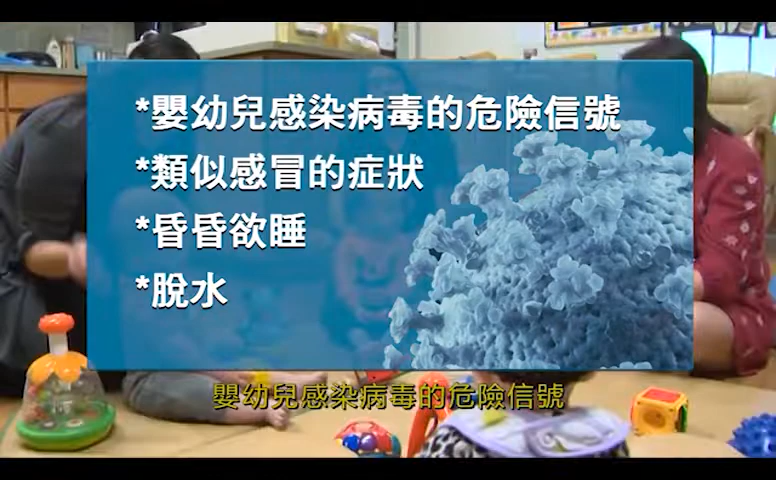 *嬰幼兒感染病毒的危險信號
*類似感冒的症狀
*昏昏欲睡
*脫水
嬰幼兒感染病毒的危險信號